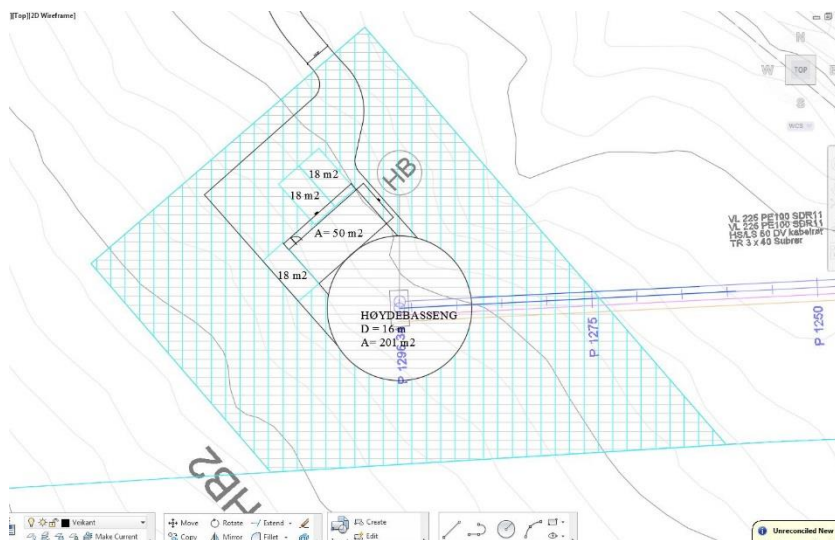 ][Top][2D Wireframe]
N
W
TOP
S
WCS
HB
18 m2
18 m2
A= 50 m2
18 m2
VL 225 PE100 SDR11
VL 225 PE100 SDR11
HS/LS 50 DV kabelrør
TR 3 x 40 Subrør
HØYDEBASSENG
D = 16 m
A= 201 m2
P 1275
P 1250
HB2
Veikant
Make Current
Move
Rotate
Extend
Copy
Mirror
Fillet
Create
Edit
Unreconciled New